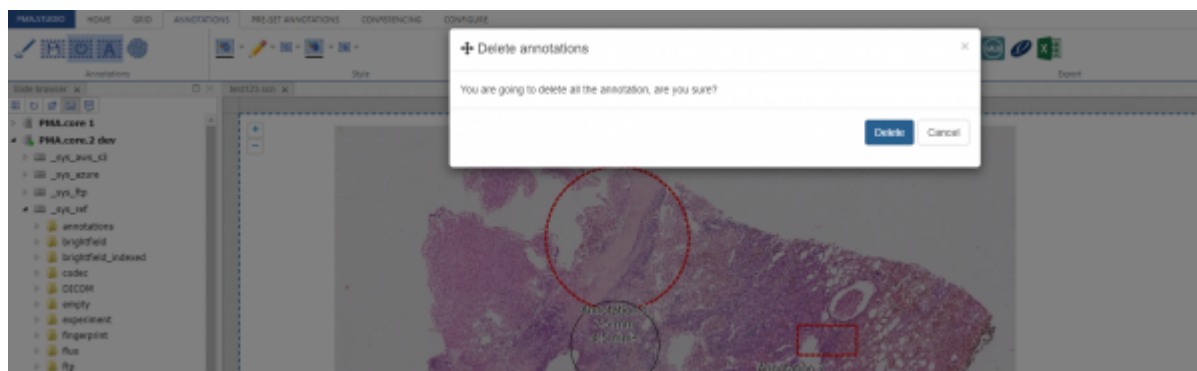 PMA.STUDIO HOME GRID ANNOTATIONS PRE-SET ANNOTATIONS CONFERENCING CONFIGURE
Delete annotations
You are going to delete all the annotation, are you sure?
Delete Cancel
Annotations Style Export
Slide browser
test123.scn
PMA.core 1
PMA.core.2 dev
_sys_aws_s3
_sys_azure
_sys_ftp
_sys_ref
annotations
brightfield
brightfield_indexed
codec
DICOM
empty
experiment
fingerprint
fluo
ftp